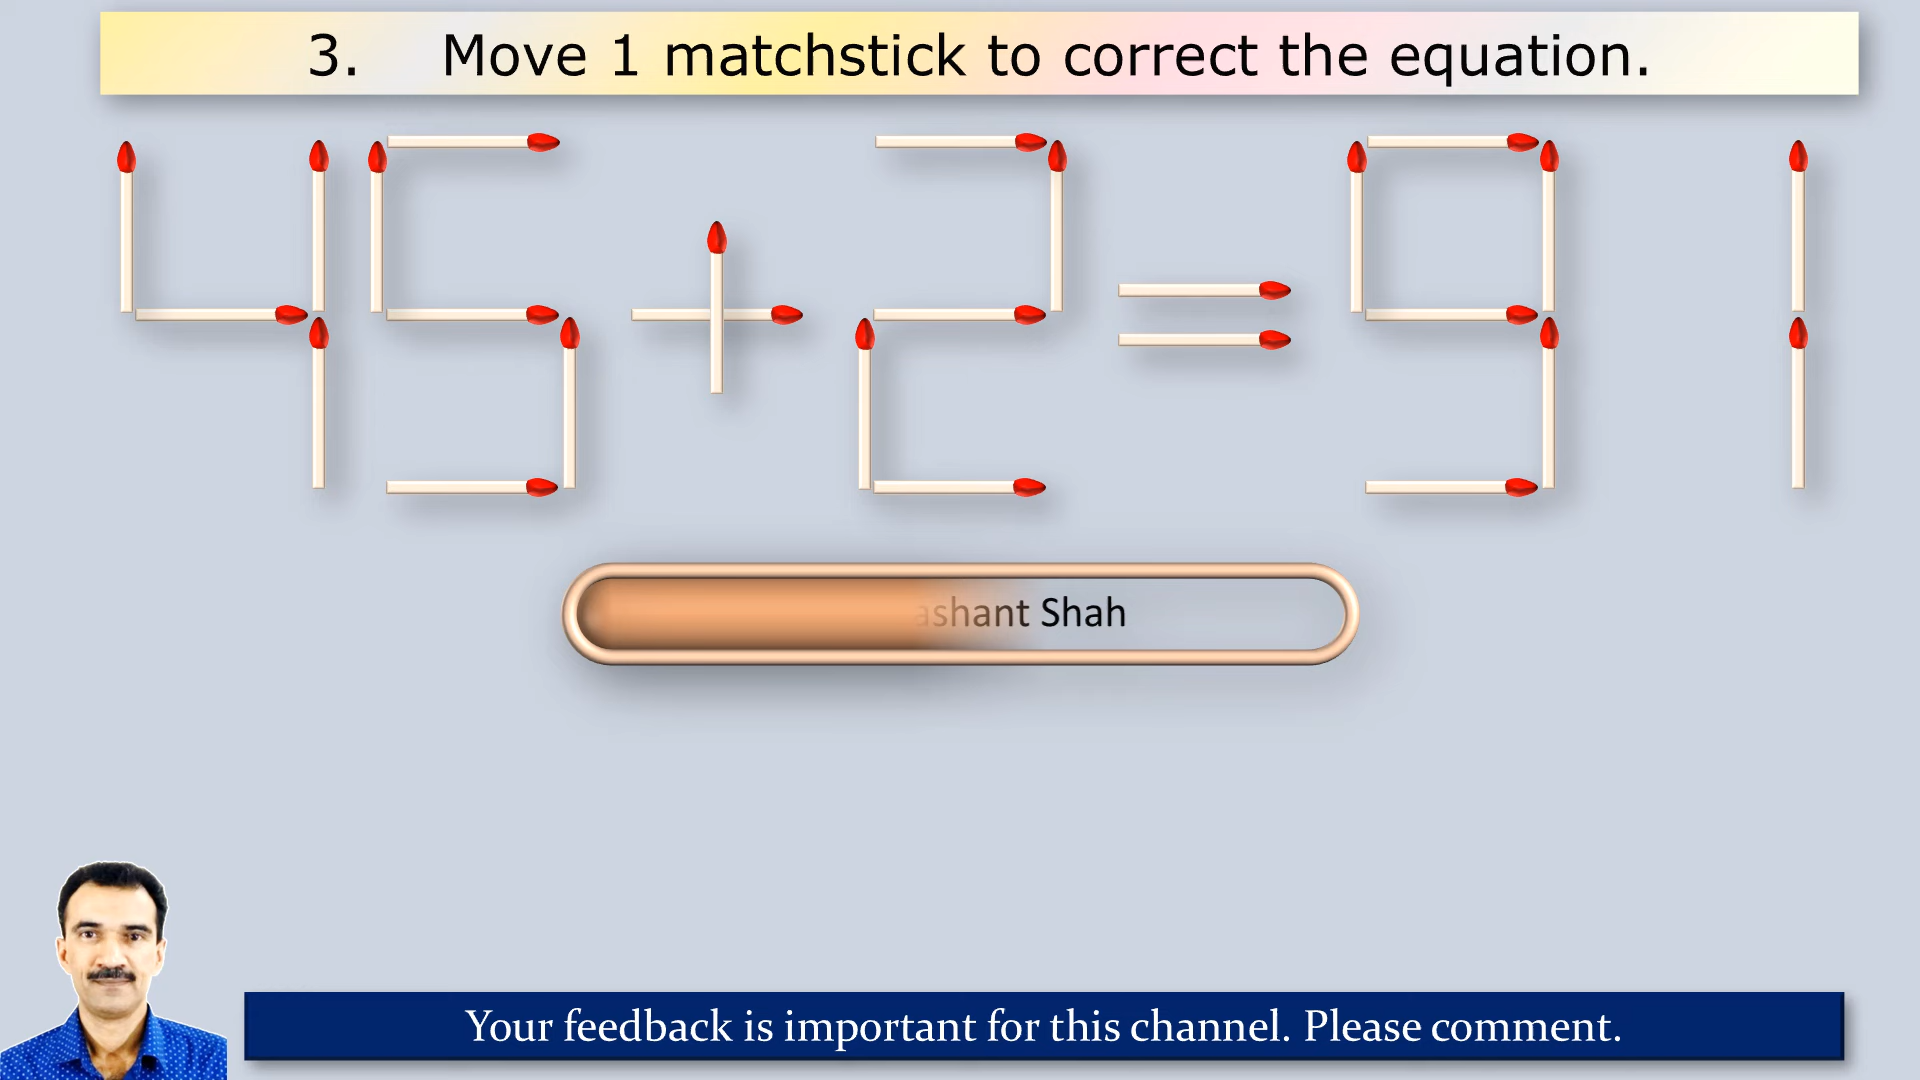 3. Move 1 matchstick to correct the equation.
45+2=91
Shah
Your feedback is important for this channel. Please comment.